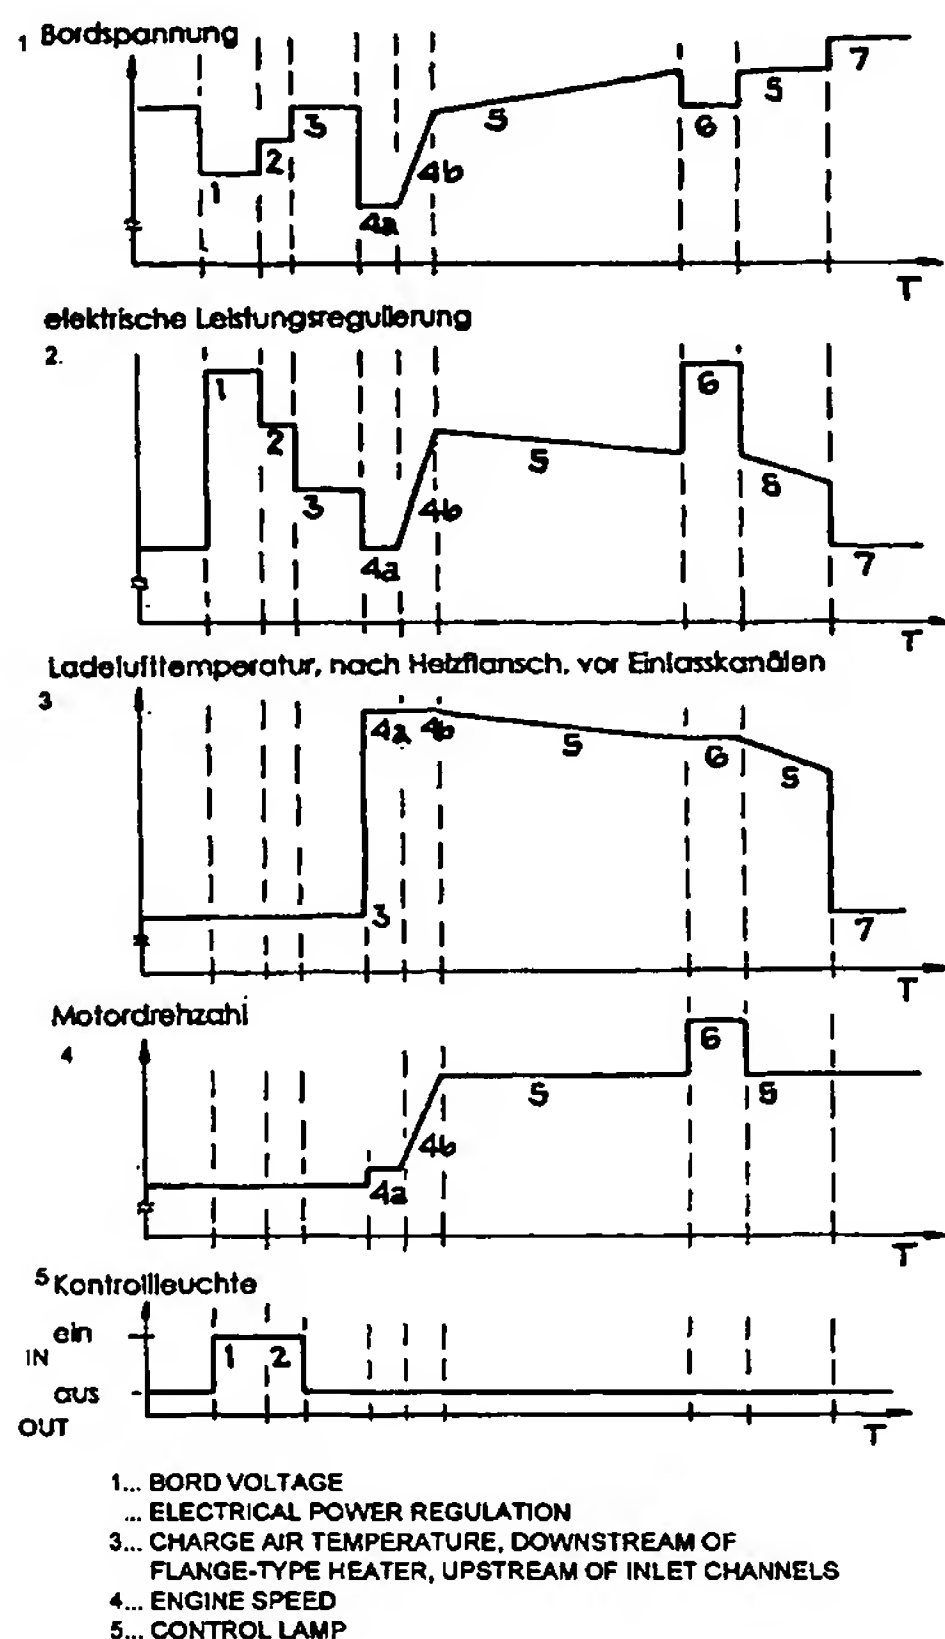 1 Bordspannung
7
5
3
5
2
6
1
4b
4a
T
elektrische Leistungsregulierung
2.
1
6
2
5
8
3
4b
4a
7
T
Ladelufttemperatur, nach Heizflansch, vor Einlasskanälen
3
4a 4b
5
6
5
3
7
T
Motordrehzahl
4
6
5
8
4b
4a
T
5 Kontrollleuchte
ein
IN
1 2
aus
OUT
T
1... BORD VOLTAGE
... ELECTRICAL POWER REGULATION
3... CHARGE AIR TEMPERATURE, DOWNSTREAM OF
FLANGE-TYPE HEATER, UPSTREAM OF INLET CHANNELS
4... ENGINE SPEED
5... CONTROL LAMP